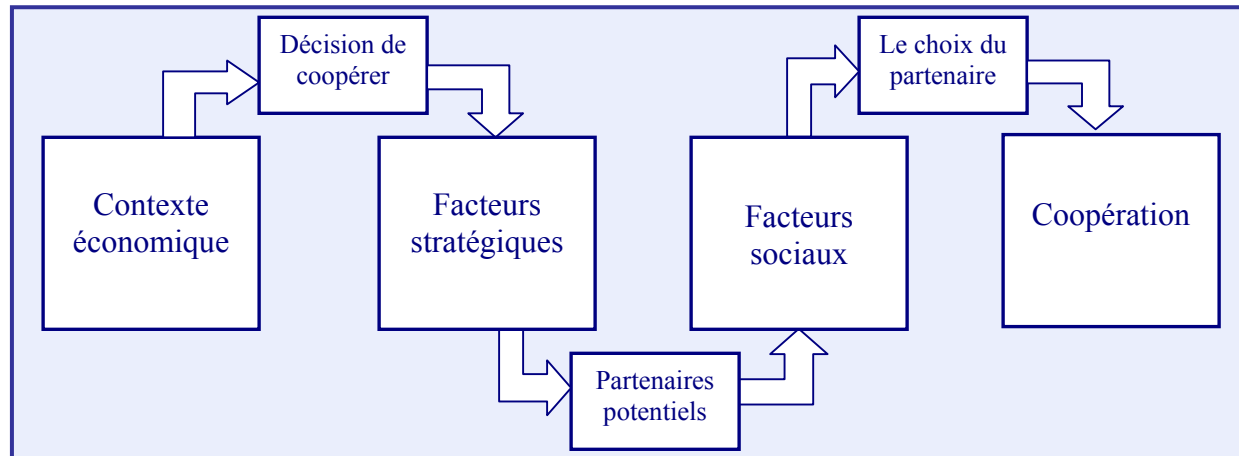 Décision de
coopérer
Le choix du
partenaire
Contexte
économique
Facteurs
stratégiques
Facteurs
sociaux
Coopération
Partenaires
potentiels